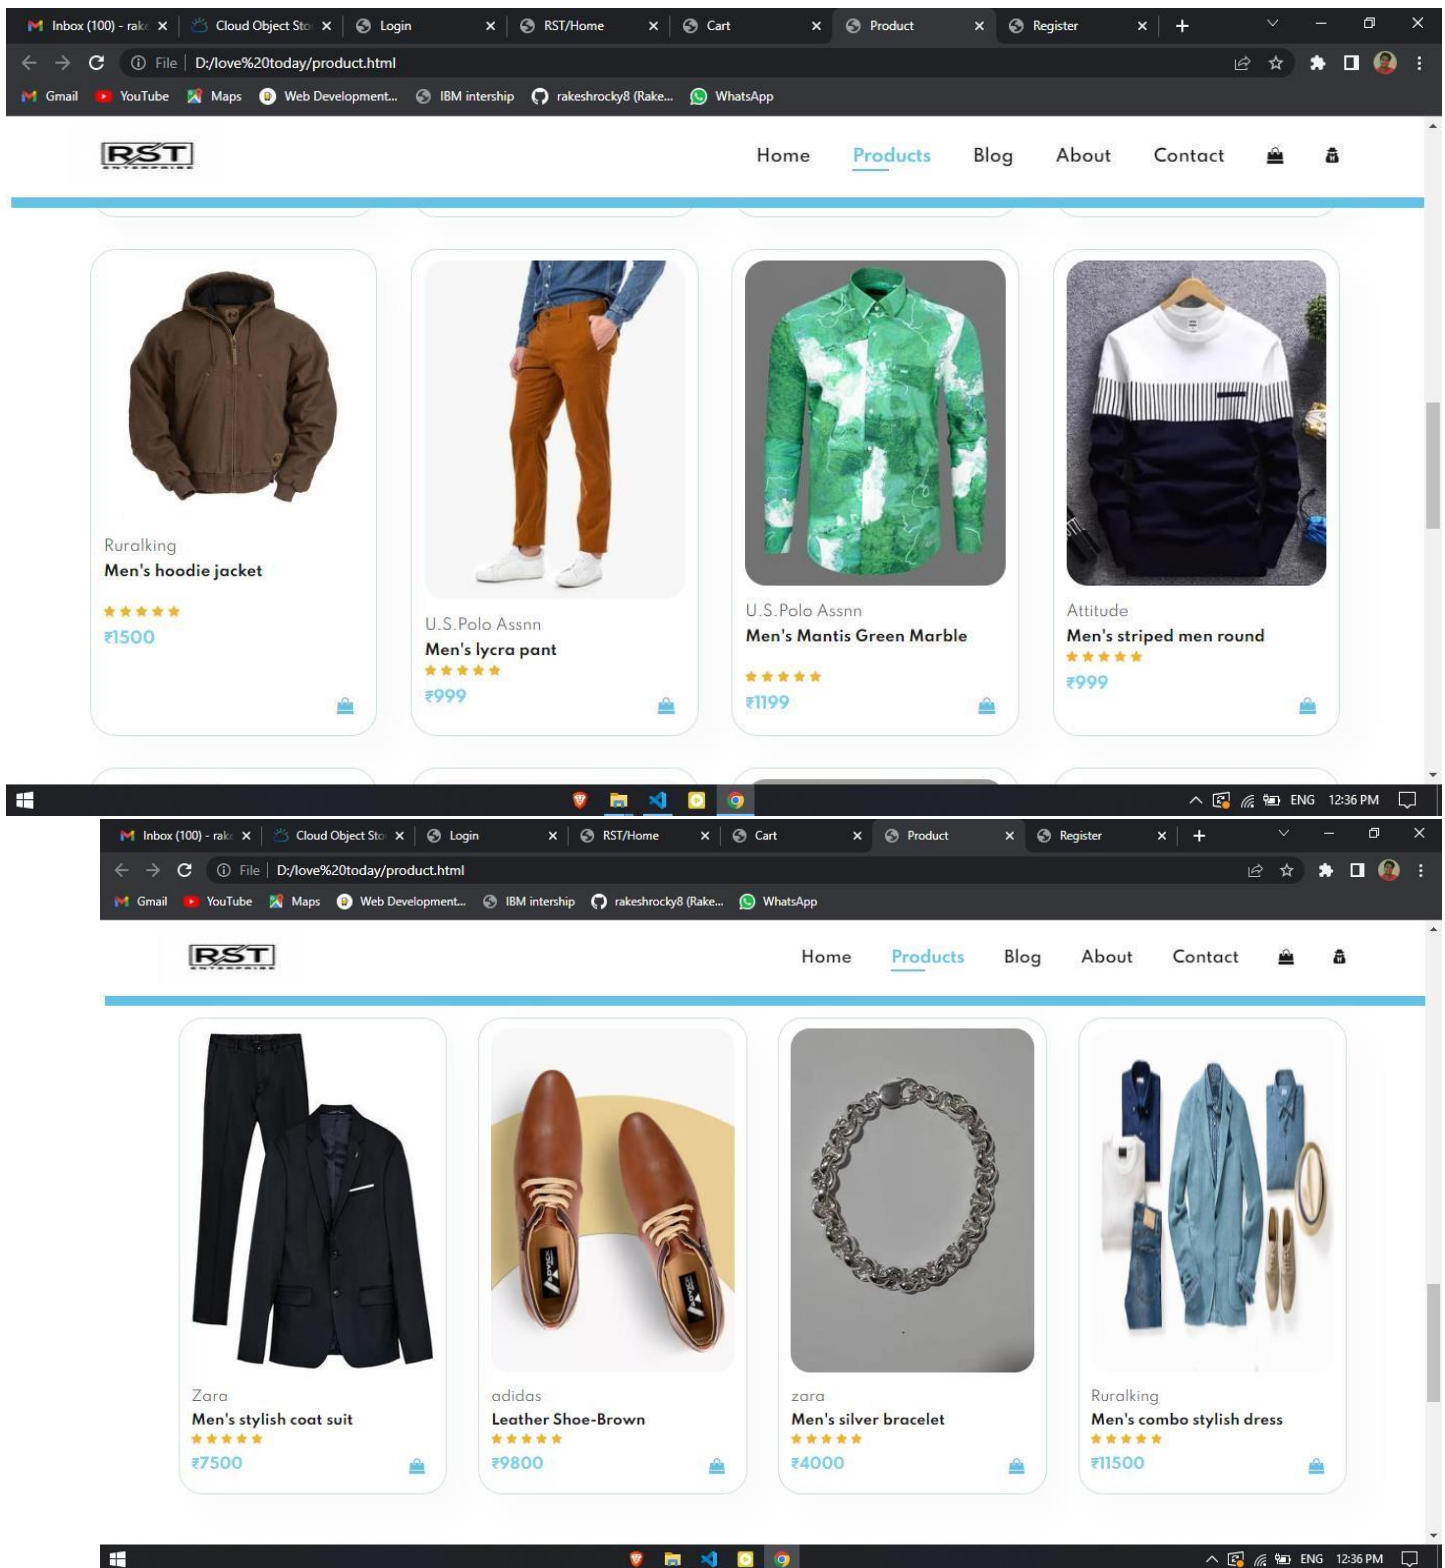 Inbox (100) - rake Cloud Object Sto Login RST/Home Cart Product Register
File D:/love%20today/product.html
Gmail YouTube Maps Web Development... IBM intership rakeshrocky8 (Rake... WhatsApp
RST
ENTERPRISE
Home Products Blog About Contact
Ruralking
Men's hoodie jacket
₹1500
U.S.Polo Assnn
Men's lycra pant
₹999
U.S.Polo Assnn
Men's Mantis Green Marble
₹1199
Attitude
Men's striped men round
₹999
ENG 12:36 PM
Inbox (100) - rake Cloud Object Sto Login RST/Home Cart Product Register
File D:/love%20today/product.html
Gmail YouTube Maps Web Development... IBM intership rakeshrocky8 (Rake... WhatsApp
RST
ENTERPRISE
Home Products Blog About Contact
ADVICK
ADVICK
Zara
Men's stylish coat suit
₹7500
adidas
Leather Shoe-Brown
₹9800
zara
Men's silver bracelet
₹4000
Ruralking
Men's combo stylish dress
₹11500
ENG 12:36 PM